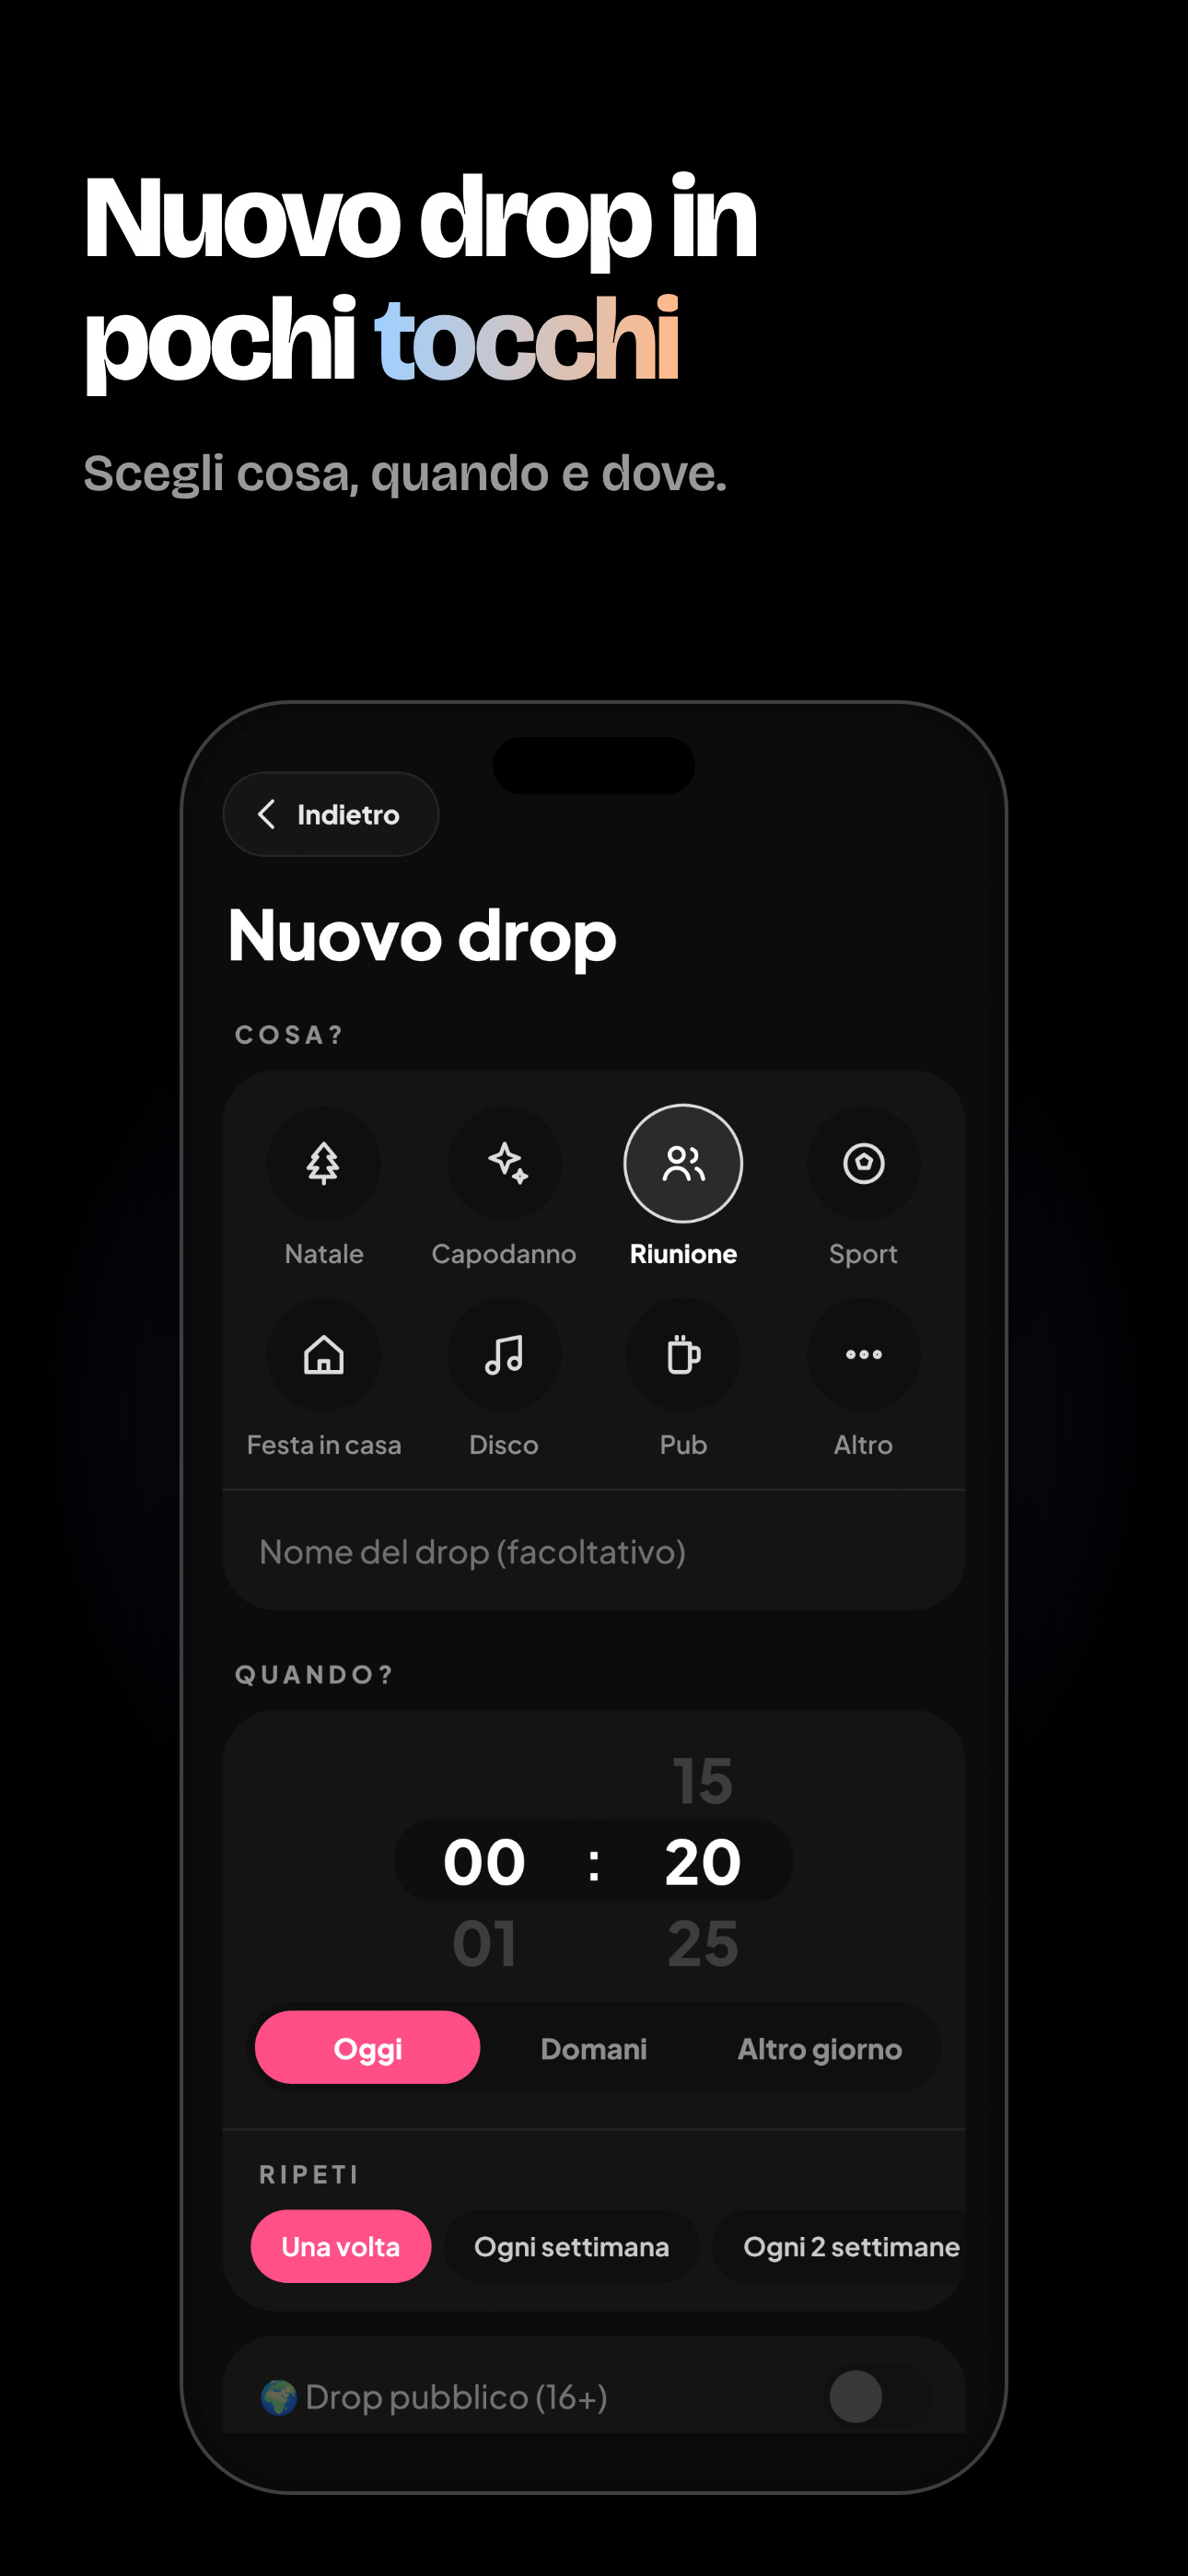 Nuovo drop in
pochi tocchi
Scegli cosa, quando e dove.
Indietro
Nuovo drop
COSA?
Natale Capodanno Riunione Sport
Festa in casa Disco Pub Altro
Nome del drop (facoltativo)
QUANDO?
15
00 : 20
01 25
Oggi Domani Altro giorno
RIPETI
Una volta Ogni settimana Ogni 2 settimane
🌍 Drop pubblico (16+)